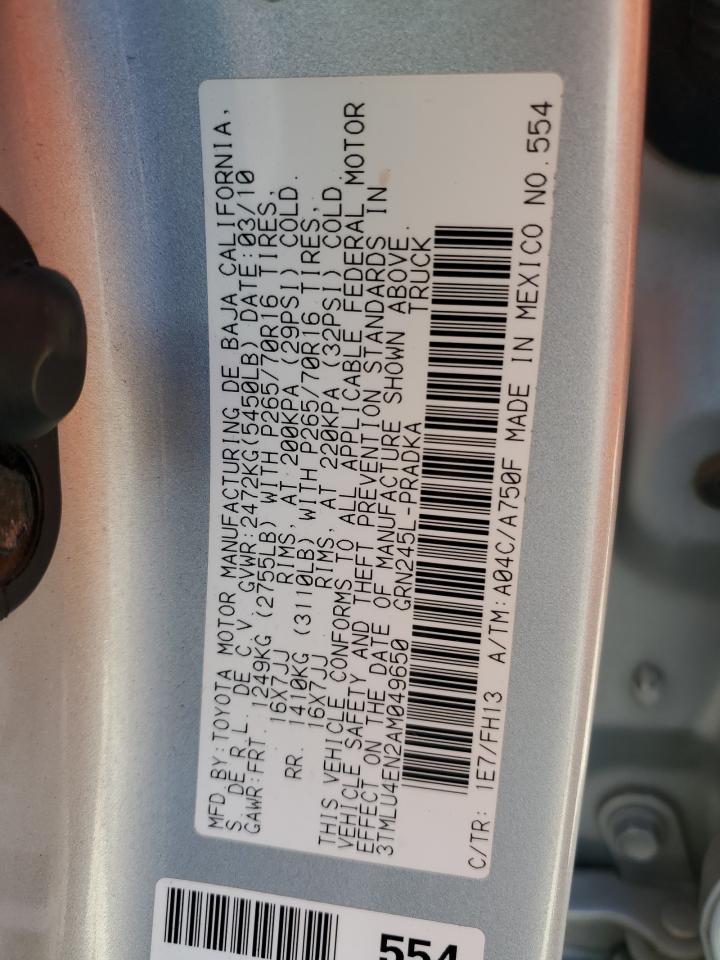 MFD BY:TOYOTA MOTOR MANUFACTURING DE BAJA CALIFORNIA,
S. DE R.L. DE C.V. GVWR:2472KG(5450LB) DATE:03/10
GAWR:FRT. 1249KG (2755LB) WITH P265/70R16 TIRES,
16X7JJ RIMS, AT 200KPA (29PSI) COLD.
RR. 1410KG (3110LB) WITH P265/70R16 TIRES,
16X7JJ RIMS, AT 220KPA (32PSI) COLD.
THIS VEHICLE CONFORMS TO ALL APPLICABLE FEDERAL MOTOR
VEHICLE SAFETY AND THEFT PREVENTION STANDARDS IN
EFFECT ON THE DATE OF MANUFACTURE SHOWN ABOVE.
3TMLU4EN2AM049650 GRN245L-PRADKA TRUCK
C/TR: 1E7/FH13 A/TM:A04C/A750F MADE IN MEXICO NO.554
554